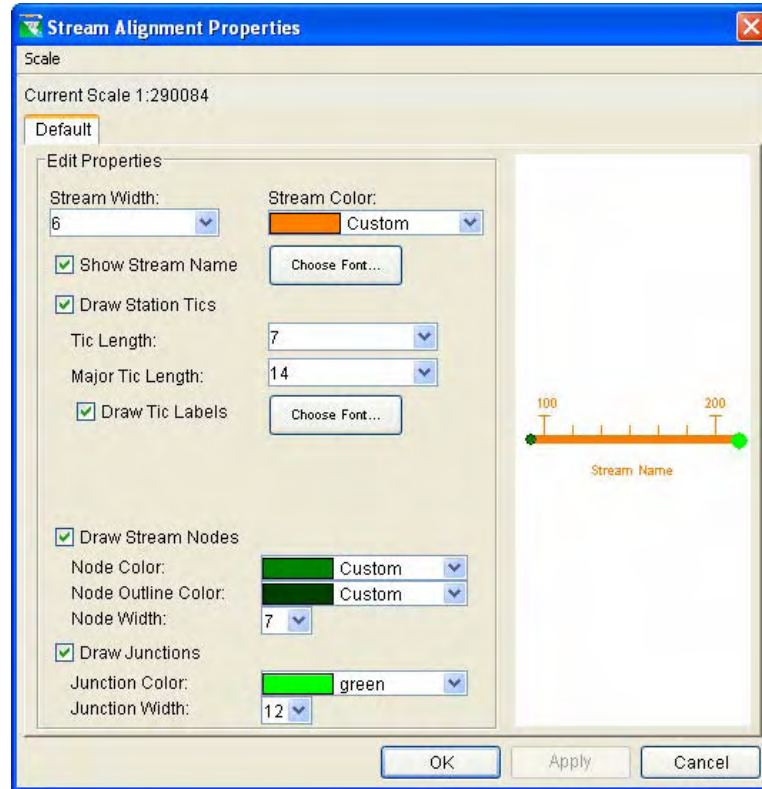 Stream Alignment Properties
Scale
Current Scale 1:290084
Default
Edit Properties
Stream Width: Stream Color:
6 Custom
Show Stream Name Choose Font...
Draw Station Tics
Tic Length: 7
Major Tic Length: 14
Draw Tic Labels Choose Font...
100 200
Stream Name
Draw Stream Nodes
Node Color: Custom
Node Outline Color: Custom
Node Width: 7
Draw Junctions
Junction Color: green
Junction Width: 12
OK Apply Cancel